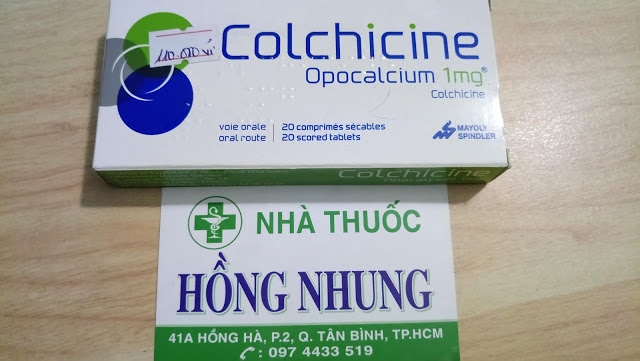 Colchicine
Opocalcium 1mg®
Colchicine
voie orale 20 comprimés sécables
oral route 20 scored tablets
MAYOLY
SPINDLER
Colchicine
Opocalcium
NHÀ THUỐC
HỒNG NHUNG
41A HỒNG HÀ, P.2, Q. TÂN BÌNH, TP.HCM
: 097 4433 519